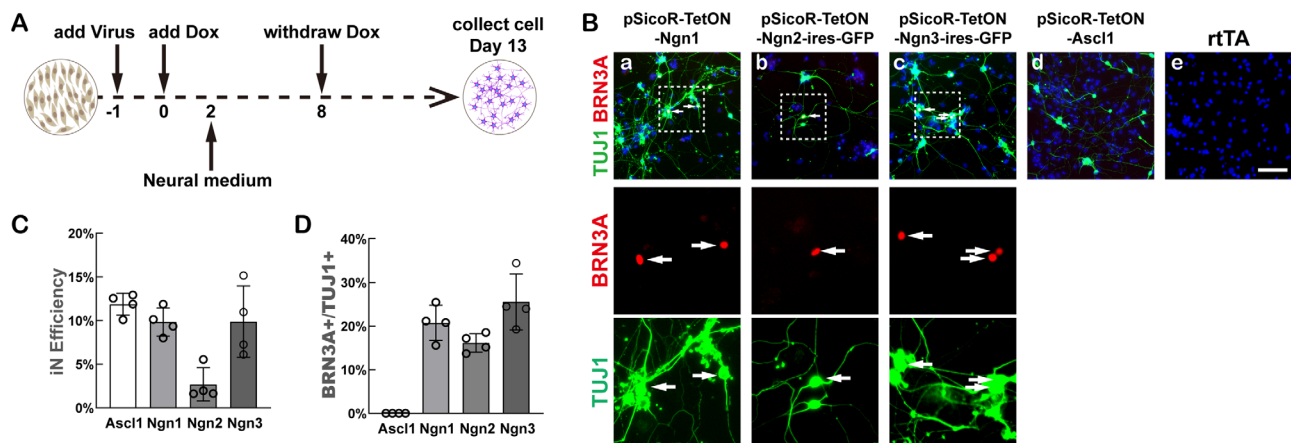 A
add Virus
add Dox
withdraw Dox
collect cell
Day 13
-1
0
2
8
Neural medium
B
pSicoR-TetON
-Ngn1
pSicoR-TetON
-Ngn2-ires-GFP
pSicoR-TetON
-Ngn3-ires-GFP
pSicoR-TetON
-Ascl1
rtTA
TUJ1 BRN3A
a
b
c
d
e
BRN3A
TUJ1
C
iN Efficiency
20%
15%
10%
5%
0%
Ascl1 Ngn1 Ngn2 Ngn3
D
BRN3A+/TUJ1+
40%
30%
20%
10%
0%
Ascl1 Ngn1 Ngn2 Ngn3